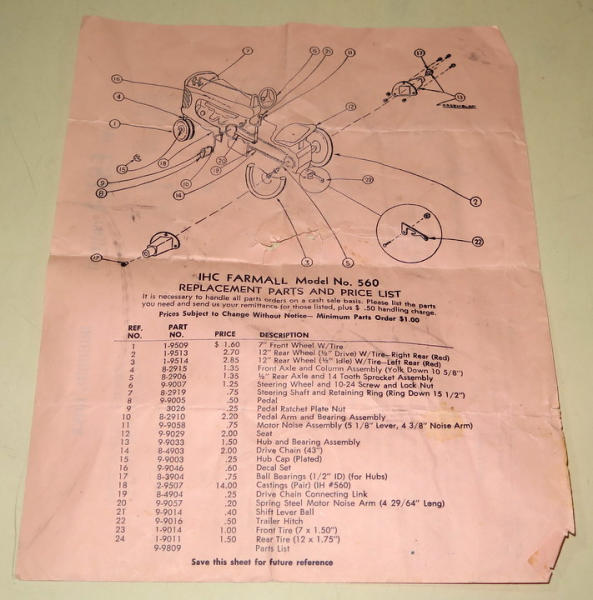 IHC FARMALL Model No. 560
REPLACEMENT PARTS AND PRICE LIST
It is necessary to handle all parts orders on a cash sale basis. Please list the parts
you need and send us your remittance for those listed, plus $ .50 handling charge.
Prices Subject to Change Without Notice— Minimum Parts Order $1.00
REF. NO. PART NO. PRICE DESCRIPTION
1 1-9509 $ 1.60 7" Front Wheel W/Tire
2 1-9513 2.70 12" Rear Wheel (½" Drive) W/Tire—Right Rear (Red)
3 1-9514 2.85 12" Rear Wheel (½" Idle) W/Tire—Left Rear (Red)
4 8-2915 1.35 Front Axle and Column Assembly (Yolk Down 10 5/8")
5 8-2906 1.35 ½" Rear Axle and 14 Tooth Sprocket Assembly
6 9-9007 1.25 Steering Wheel and 10-24 Screw and Lock Nut
7 8-2919 .75 Steering Shaft and Retaining Ring (Ring Down 15 1/2")
8 9-9005 .50 Pedal
9 3026 .25 Pedal Ratchet Plate Nut
10 8-2910 2.20 Pedal Arm and Bearing Assembly
11 9-9058 .75 Motor Noise Assembly (5 1/8" Lever, 4 3/8" Noise Arm)
12 9-9029 2.00 Seat
13 9-9033 1.50 Hub and Bearing Assembly
14 8-4903 2.00 Drive Chain (43")
15 9-9003 .25 Hub Cap (Plated)
16 9-9046 .60 Decal Set
17 8-3904 .75 Ball Bearings (1/2" ID) (for Hubs)
18 2-9507 14.00 Castings (Pair) (IH #560)
19 8-4904 .25 Drive Chain Connecting Link
20 9-9057 .20 Spring Steel Motor Noise Arm (4 29/64" Long)
21 9-9014 .40 Shift Lever Ball
22 9-9016 .50 Trailer Hitch
23 1-9014 1.00 Front Tire (7 x 1.50")
24 1-9011 1.50 Rear Tire (12 x 1.75")
9-9809 Parts List
Save this sheet for future reference